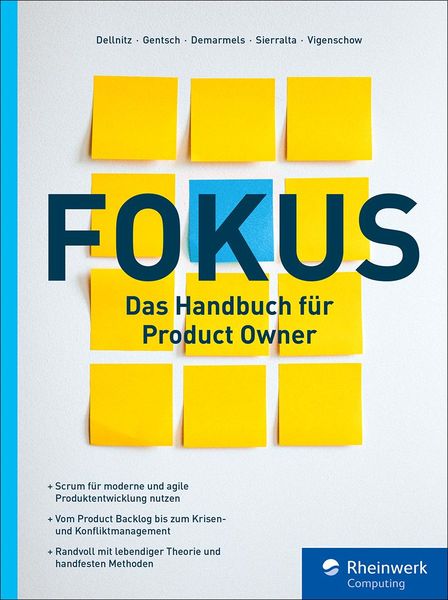 Dellnitz · Gentsch · Demarmels · Sierralta · Vigenschow
FOKUS
Das Handbuch für
Product Owner
+ Scrum für moderne und agile
Produktentwicklung nutzen
+ Vom Product Backlog bis zum Krisen-
und Konfliktmanagement
+ Randvoll mit lebendiger Theorie und
handfesten Methoden
Rheinwerk
Computing